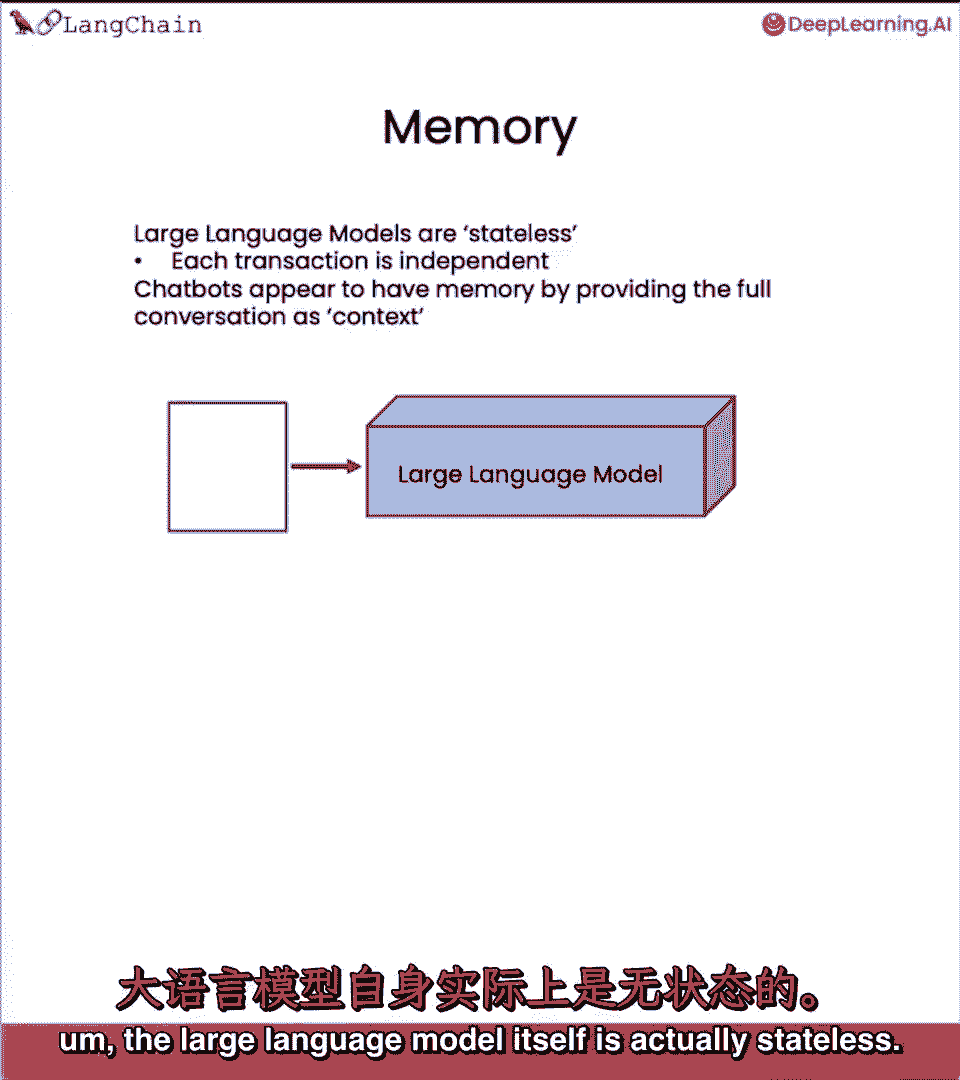 LangChain
DeepLearning.AI
Memory
Large Language Models are ‘stateless’
• Each transaction is independent
Chatbots appear to have memory by providing the full
conversation as ‘context’
Large Language Model
大语言模型自身实际上是无状态的。
um, the large language model itself is actually stateless.